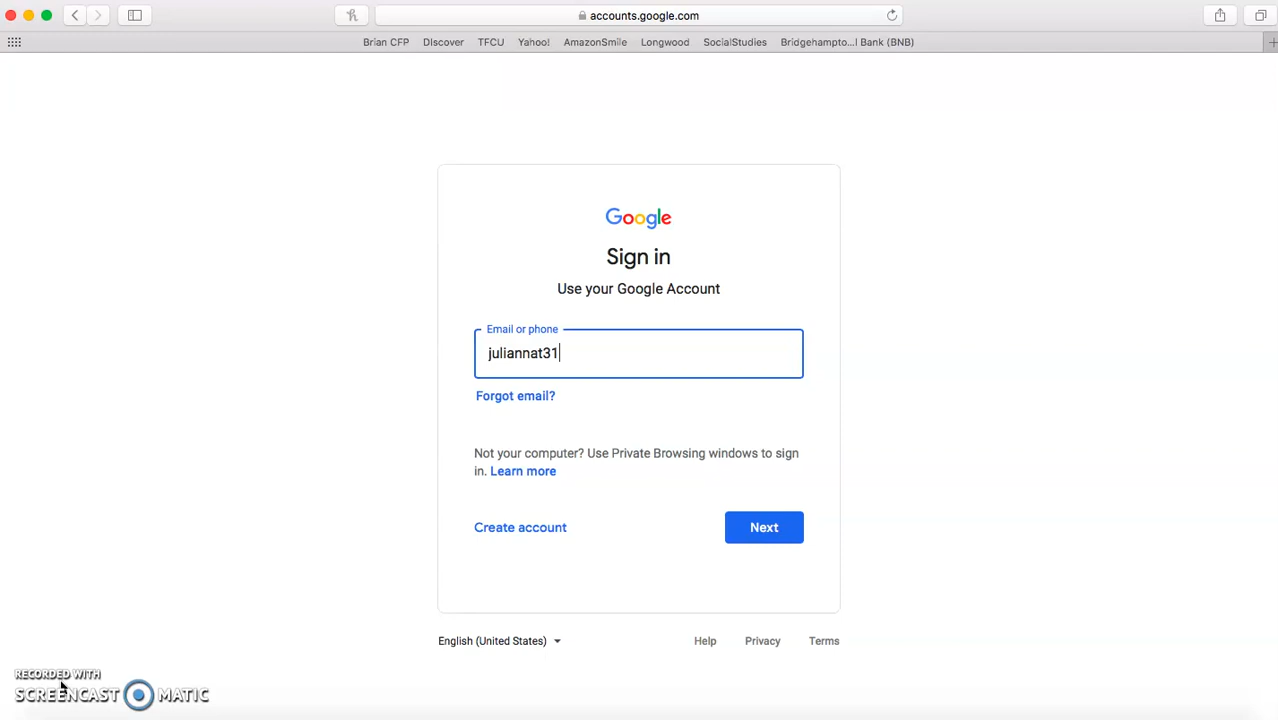 accounts.google.com
Brian CFP DIscover TFCU Yahoo! AmazonSmile Longwood SocialStudies Bridgehampto...l Bank (BNB)
Google
Sign in
Use your Google Account
Email or phone
juliannat31
Forgot email?
Not your computer? Use Private Browsing windows to sign
in. Learn more
Create account Next
English (United States) Help Privacy Terms
RECORDED WITH
SCREENCAST MATIC